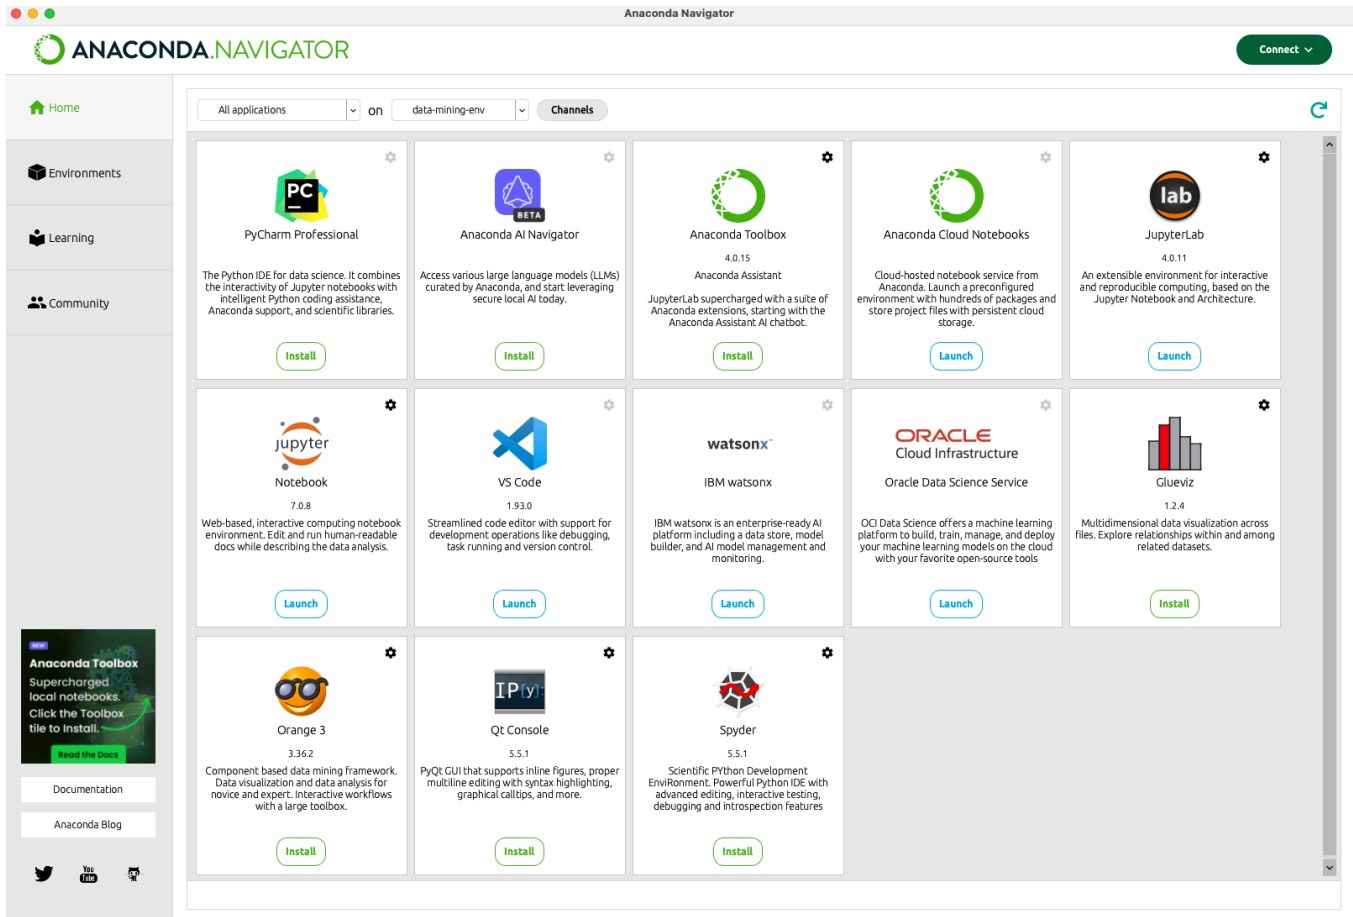 Anaconda Navigator
ANACONDA.NAVIGATOR
Connect
Home
Environments
Learning
Community
All applications
on
data-mining-env
Channels
PC
PyCharm Professional
The Python IDE for data science. It combines
the interactivity of Jupyter notebooks with
intelligent Python coding assistance,
Anaconda support, and scientific libraries.
Install
BETA
Anaconda AI Navigator
Access various large language models (LLMs)
curated by Anaconda, and start leveraging
secure local AI today.
Install
Anaconda Toolbox
4.0.15
Anaconda Assistant
JupyterLab supercharged with a suite of
Anaconda extensions, starting with the
Anaconda Assistant AI chatbot.
Install
Anaconda Cloud Notebooks
Cloud-hosted notebook service from
Anaconda. Launch a preconfigured
environment with hundreds of packages and
store project files with persistent cloud
storage.
Launch
lab
JupyterLab
4.0.11
An extensible environment for interactive
and reproducible computing, based on the
Jupyter Notebook and Architecture.
Launch
jupyter
Notebook
7.0.8
Web-based, interactive computing notebook
environment. Edit and run human-readable
docs while describing the data analysis.
Launch
VS Code
1.93.0
Streamlined code editor with support for
development operations like debugging,
task running and version control.
Launch
watsonx
IBM watsonx
IBM watsonx is an enterprise-ready AI
platform including a data store, model
builder, and AI model management and
monitoring.
Launch
ORACLE
Cloud Infrastructure
Oracle Data Science Service
OCI Data Science offers a machine learning
platform to build, train, manage, and deploy
your machine learning models on the cloud
with your favorite open-source tools
Launch
Glueviz
1.2.4
Multidimensional data visualization across
files. Explore relationships within and among
related datasets.
Install
Orange 3
3.36.2
Component based data mining framework.
Data visualization and data analysis for
novice and expert. Interactive workflows
with a large toolbox.
Install
IP[y]:
Qt Console
5.5.1
PyQt GUI that supports inline figures, proper
multiline editing with syntax highlighting,
graphical calltips, and more.
Install
Spyder
5.5.1
Scientific PYthon Development
EnviRonment. Powerful Python IDE with
advanced editing, interactive testing,
debugging and introspection features
Install
NEW
Anaconda Toolbox
Supercharged
local notebooks.
Click the Toolbox
tile to Install.
Read the Docs
Documentation
Anaconda Blog
You
Tube